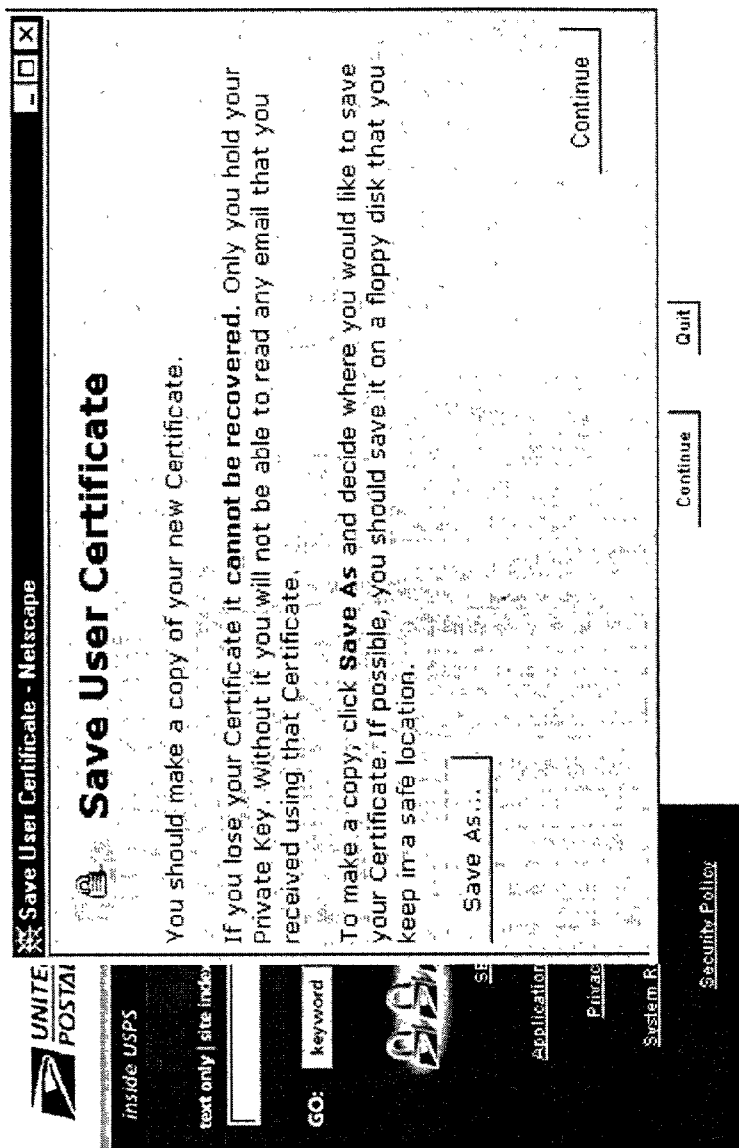 Save User Certificate - Netscape
Save User Certificate
You should make a copy of your new Certificate.
If you lose your Certificate it cannot be recovered. Only you hold your
Private Key. Without it you will not be able to read any email that you
received using that Certificate.
To make a copy, click Save As and decide where you would like to save
your Certificate. If possible, you should save it on a floppy disk that you
keep in a safe location.
Save As...
Continue
UNITE
POSTAL
inside USPS
text only | site index
GO:
keyword
SE
Application
Privac
System R
Security Policy
Continue
Quit